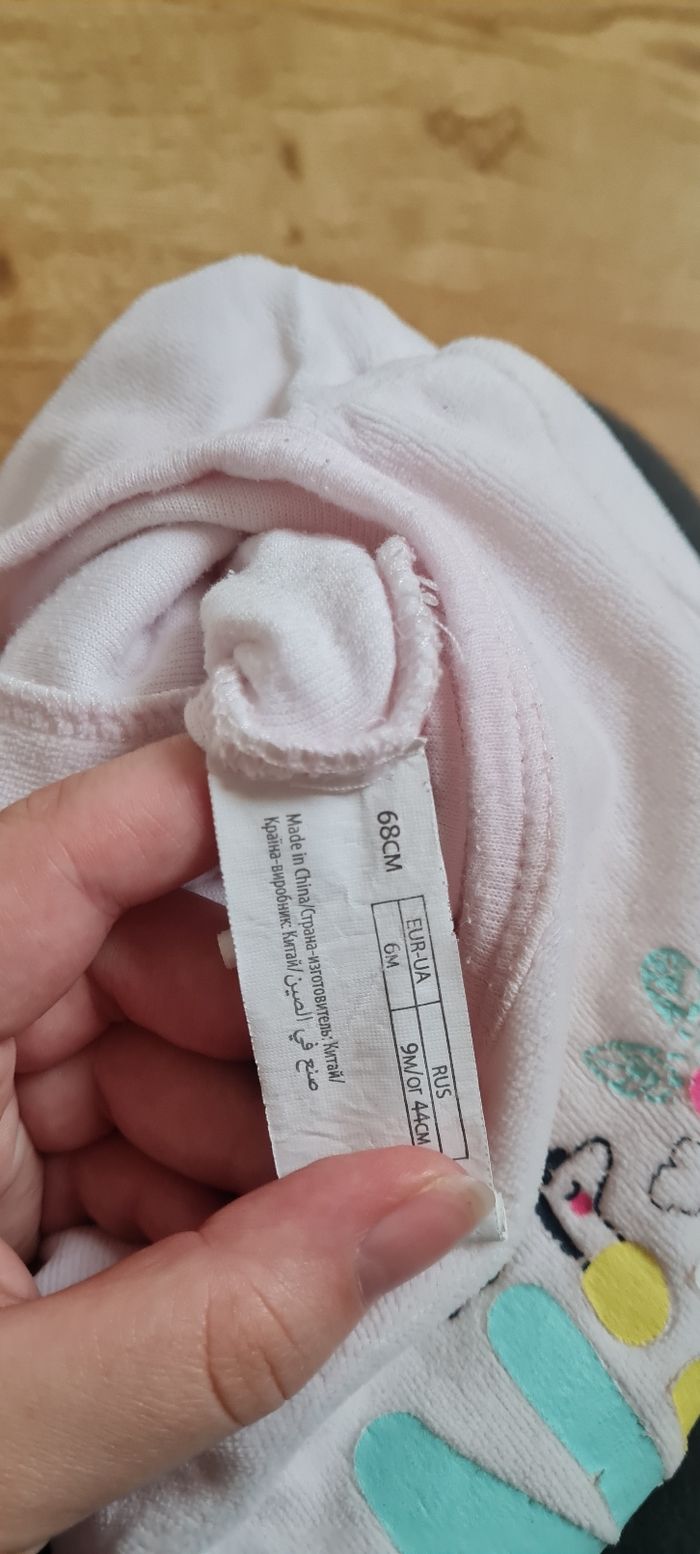 68CM
EUR-UA RUS
6M 9M/ог 44CM
Made in China/Страна-изготовитель: Китай/
Країна-виробник: Китай/صنع في الصين